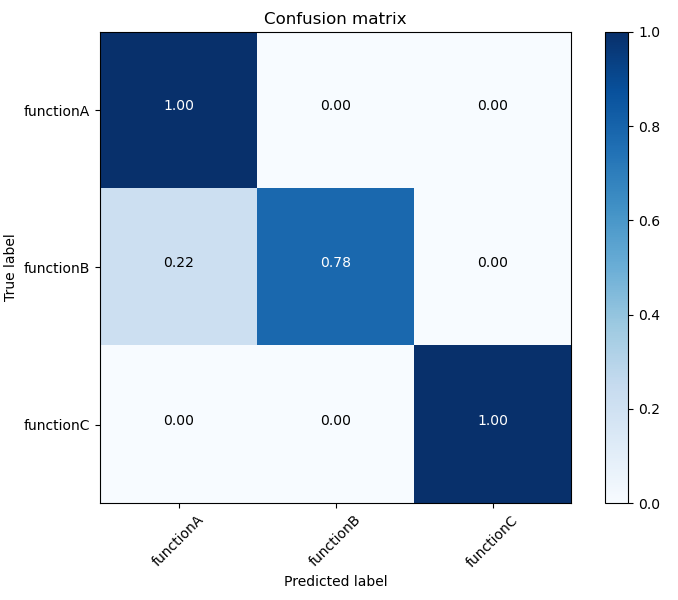 Confusion matrix
1.0
functionA 1.00 0.00 0.00
0.8
0.6
True label
functionB 0.22 0.78 0.00
0.4
0.2
functionC 0.00 0.00 1.00
0.0
functionA functionB functionC
Predicted label